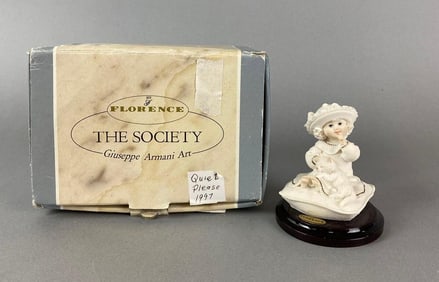 FLORENCE
THE SOCIETY
Giuseppe Armani Art
Quiet
Please
1997